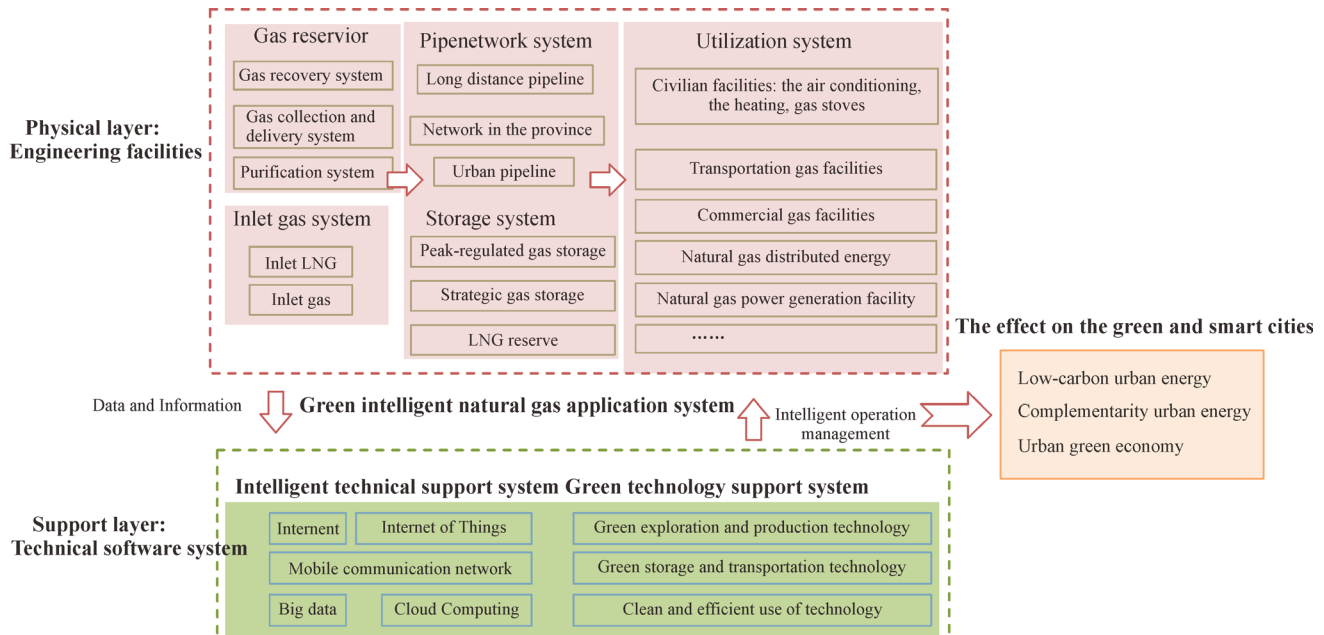 Gas reservior
Gas recovery system
Gas collection and
delivery system
Purification system
Inlet gas system
Inlet LNG
Inlet gas
Pipenetwork system
Long distance pipeline
Network in the province
Urban pipeline
Storage system
Peak-regulated gas storage
Strategic gas storage
LNG reserve
Utilization system
Civilian facilities: the air conditioning,
the heating, gas stoves
Transportation gas facilities
Commercial gas facilities
Natural gas distributed energy
Natural gas power generation facility
……
Physical layer:
Engineering facilities
The effect on the green and smart cities
Low-carbon urban energy
Complementarity urban energy
Urban green economy
Data and Information
Green intelligent natural gas application system
Intelligent operation
management
Intelligent technical support system Green technology support system
Support layer:
Technical software system
Internent
Internet of Things
Mobile communication network
Big data
Cloud Computing
Green exploration and production technology
Green storage and transportation technology
Clean and efficient use of technology